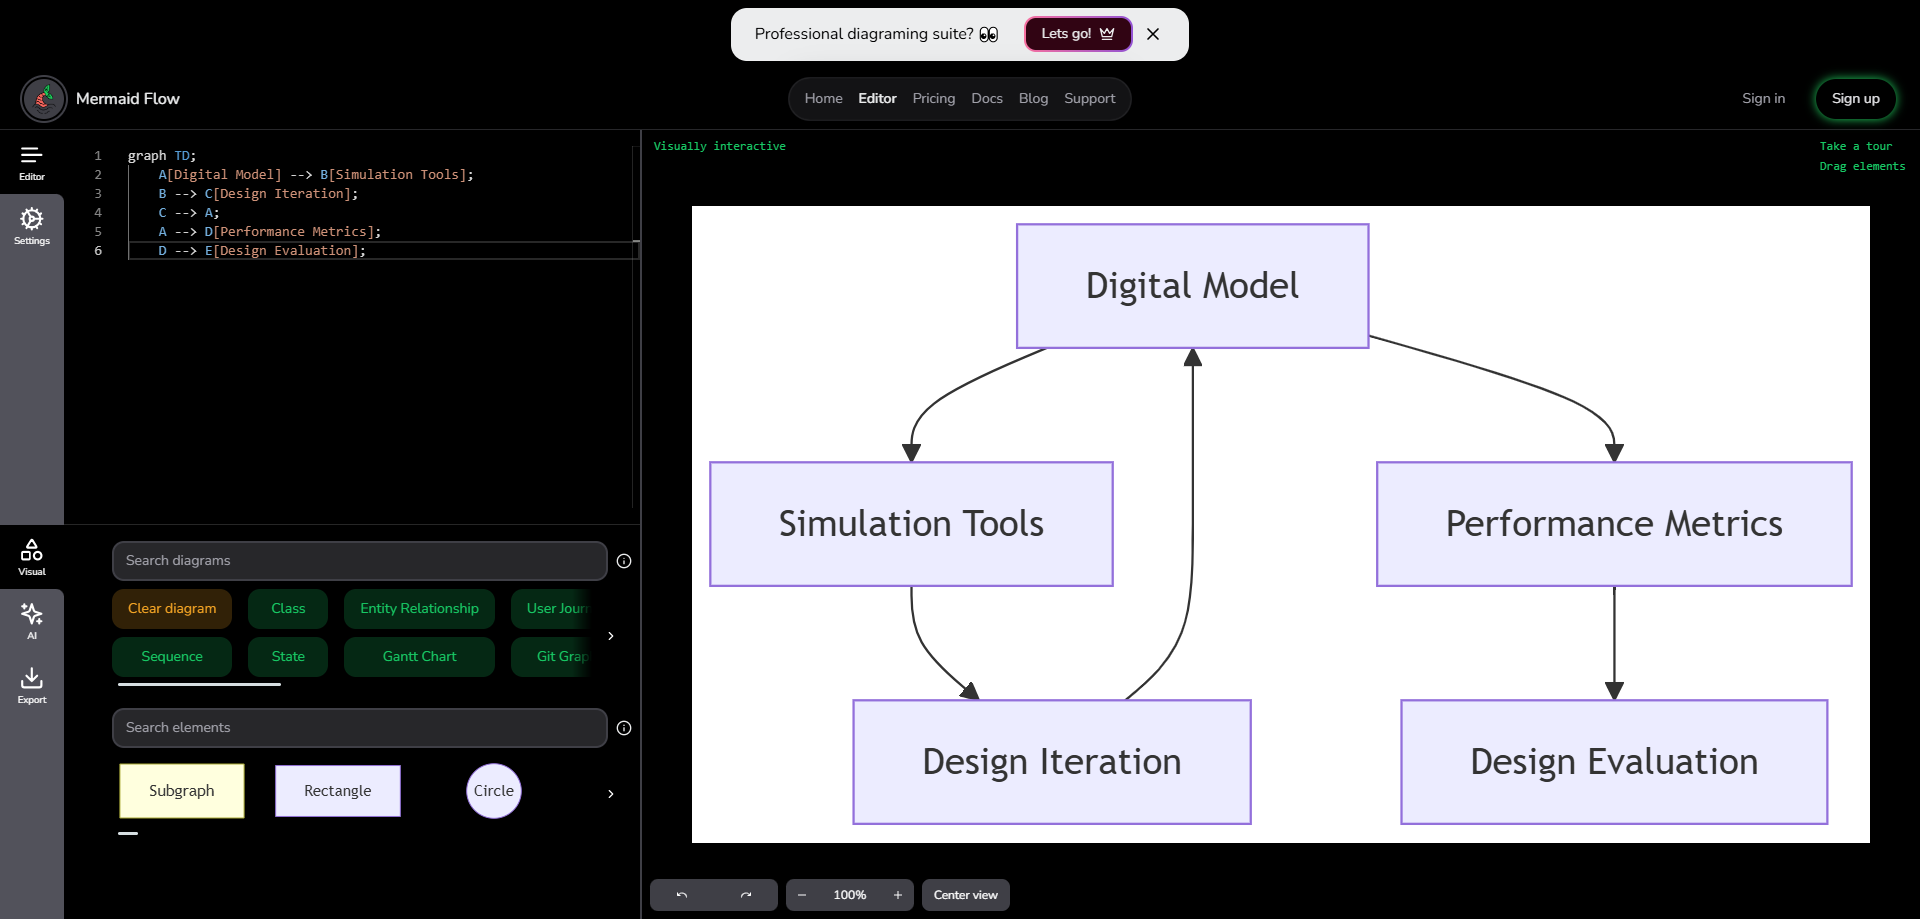 Professional diagraming suite? 👀 Lets go!
Mermaid Flow
Home Editor Pricing Docs Blog Support
Sign in Sign up
Editor
Settings
1 graph TD;
2 A[Digital Model] --> B[Simulation Tools];
3 B --> C[Design Iteration];
4 C --> A;
5 A --> D[Performance Metrics];
6 D --> E[Design Evaluation];
Visual
AI
Export
Search diagrams
Clear diagram Class Entity Relationship User Jour
Sequence State Gantt Chart Git Grap
Search elements
Subgraph Rectangle Circle
Visually interactive
Take a tour
Drag elements
Digital Model
Simulation Tools Performance Metrics
Design Iteration Design Evaluation
100% Center view